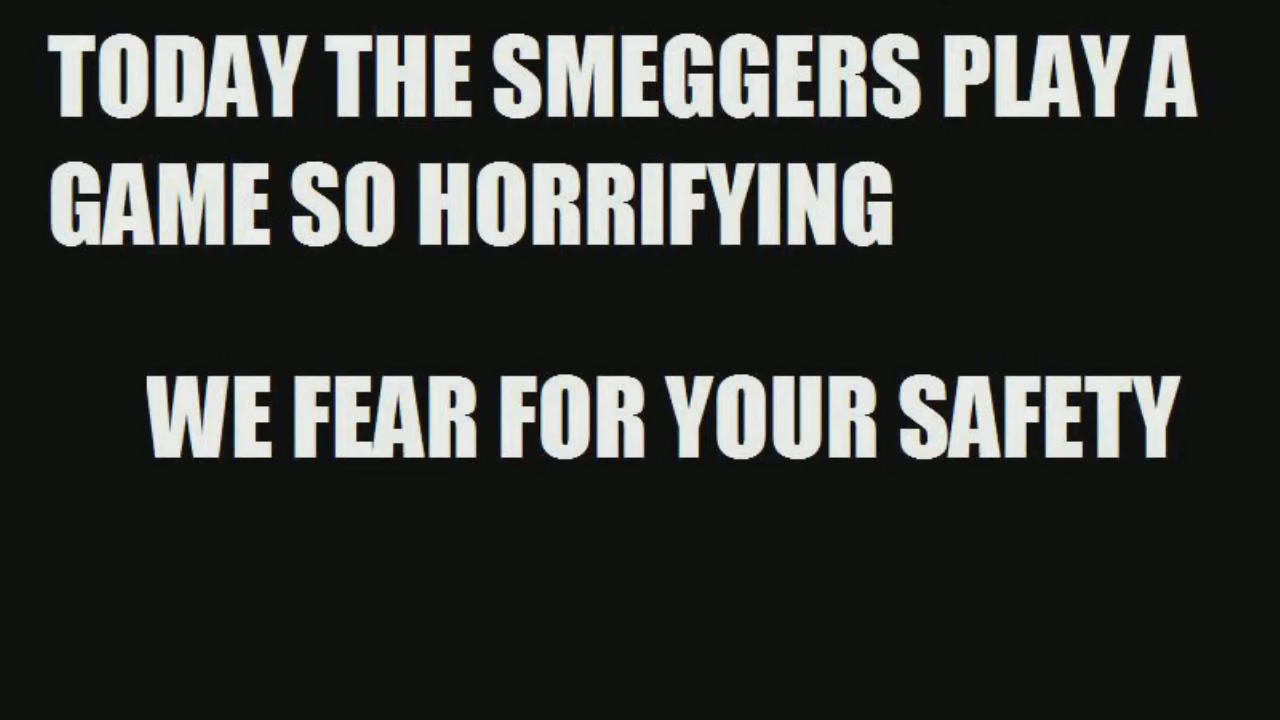 TODAY THE SMEGGERS PLAY A
GAME SO HORRIFYING
WE FEAR FOR YOUR SAFETY